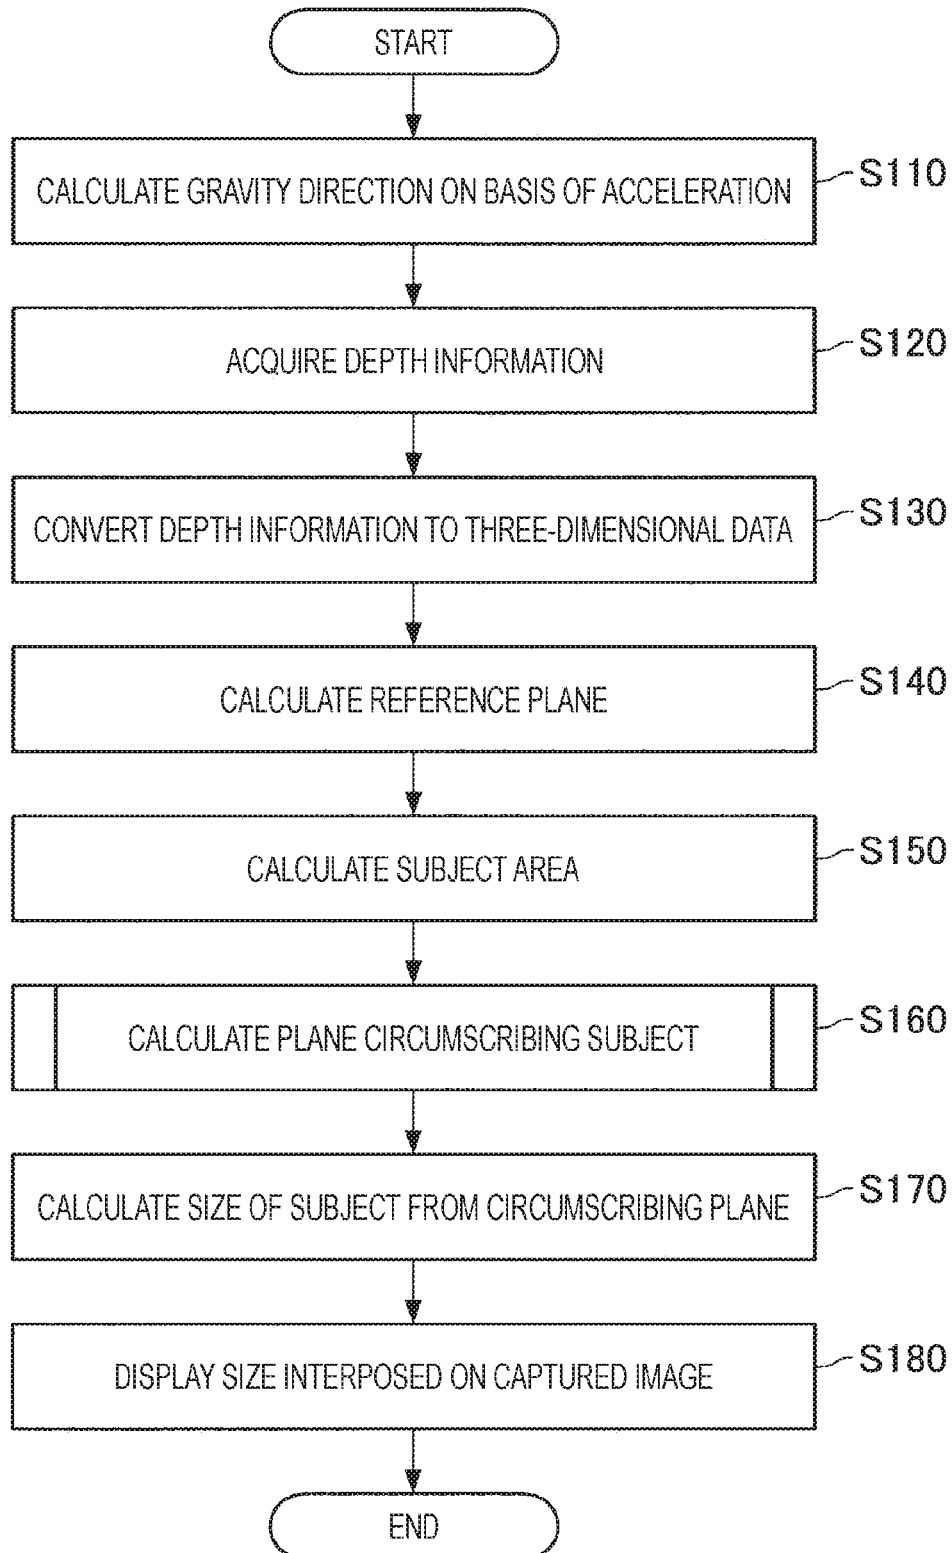 START
CALCULATE GRAVITY DIRECTION ON BASIS OF ACCELERATION
S110
ACQUIRE DEPTH INFORMATION
S120
CONVERT DEPTH INFORMATION TO THREE-DIMENSIONAL DATA
S130
CALCULATE REFERENCE PLANE
S140
CALCULATE SUBJECT AREA
S150
CALCULATE PLANE CIRCUMSCRIBING SUBJECT
S160
CALCULATE SIZE OF SUBJECT FROM CIRCUMSCRIBING PLANE
S170
DISPLAY SIZE INTERPOSED ON CAPTURED IMAGE
S180
END